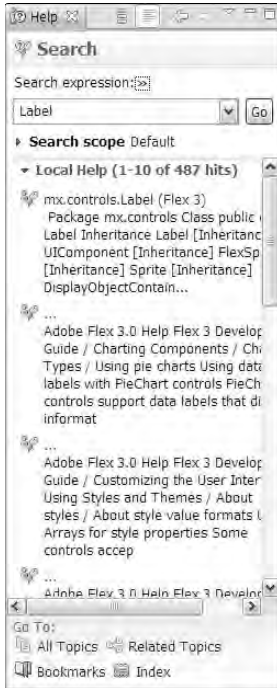 Help
Search
Search expression:
Label
Go
Search scope Default
Local Help (1-10 of 487 hits)
mx.controls.Label (Flex 3)
Package mx.controls Class public
Label Inheritance Label [Inheritanc
UIComponent [Inheritance] FlexSp
[Inheritance] Sprite [Inheritance]
DisplayObjectContain...
...
Adobe Flex 3.0 Help Flex 3 Develop
Guide / Charting Components / Cha
Types / Using pie charts Using data
labels with PieChart controls PieCh
controls support data labels that di
informat
...
Adobe Flex 3.0 Help Flex 3 Develop
Guide / Customizing the User Inter
Using Styles and Themes / About
styles / About style value formats
Arrays for style properties Some
controls accep
...
Adobe Flex 3.0 Help Flex 3 Develop
Go To:
All Topics Related Topics
Bookmarks Index